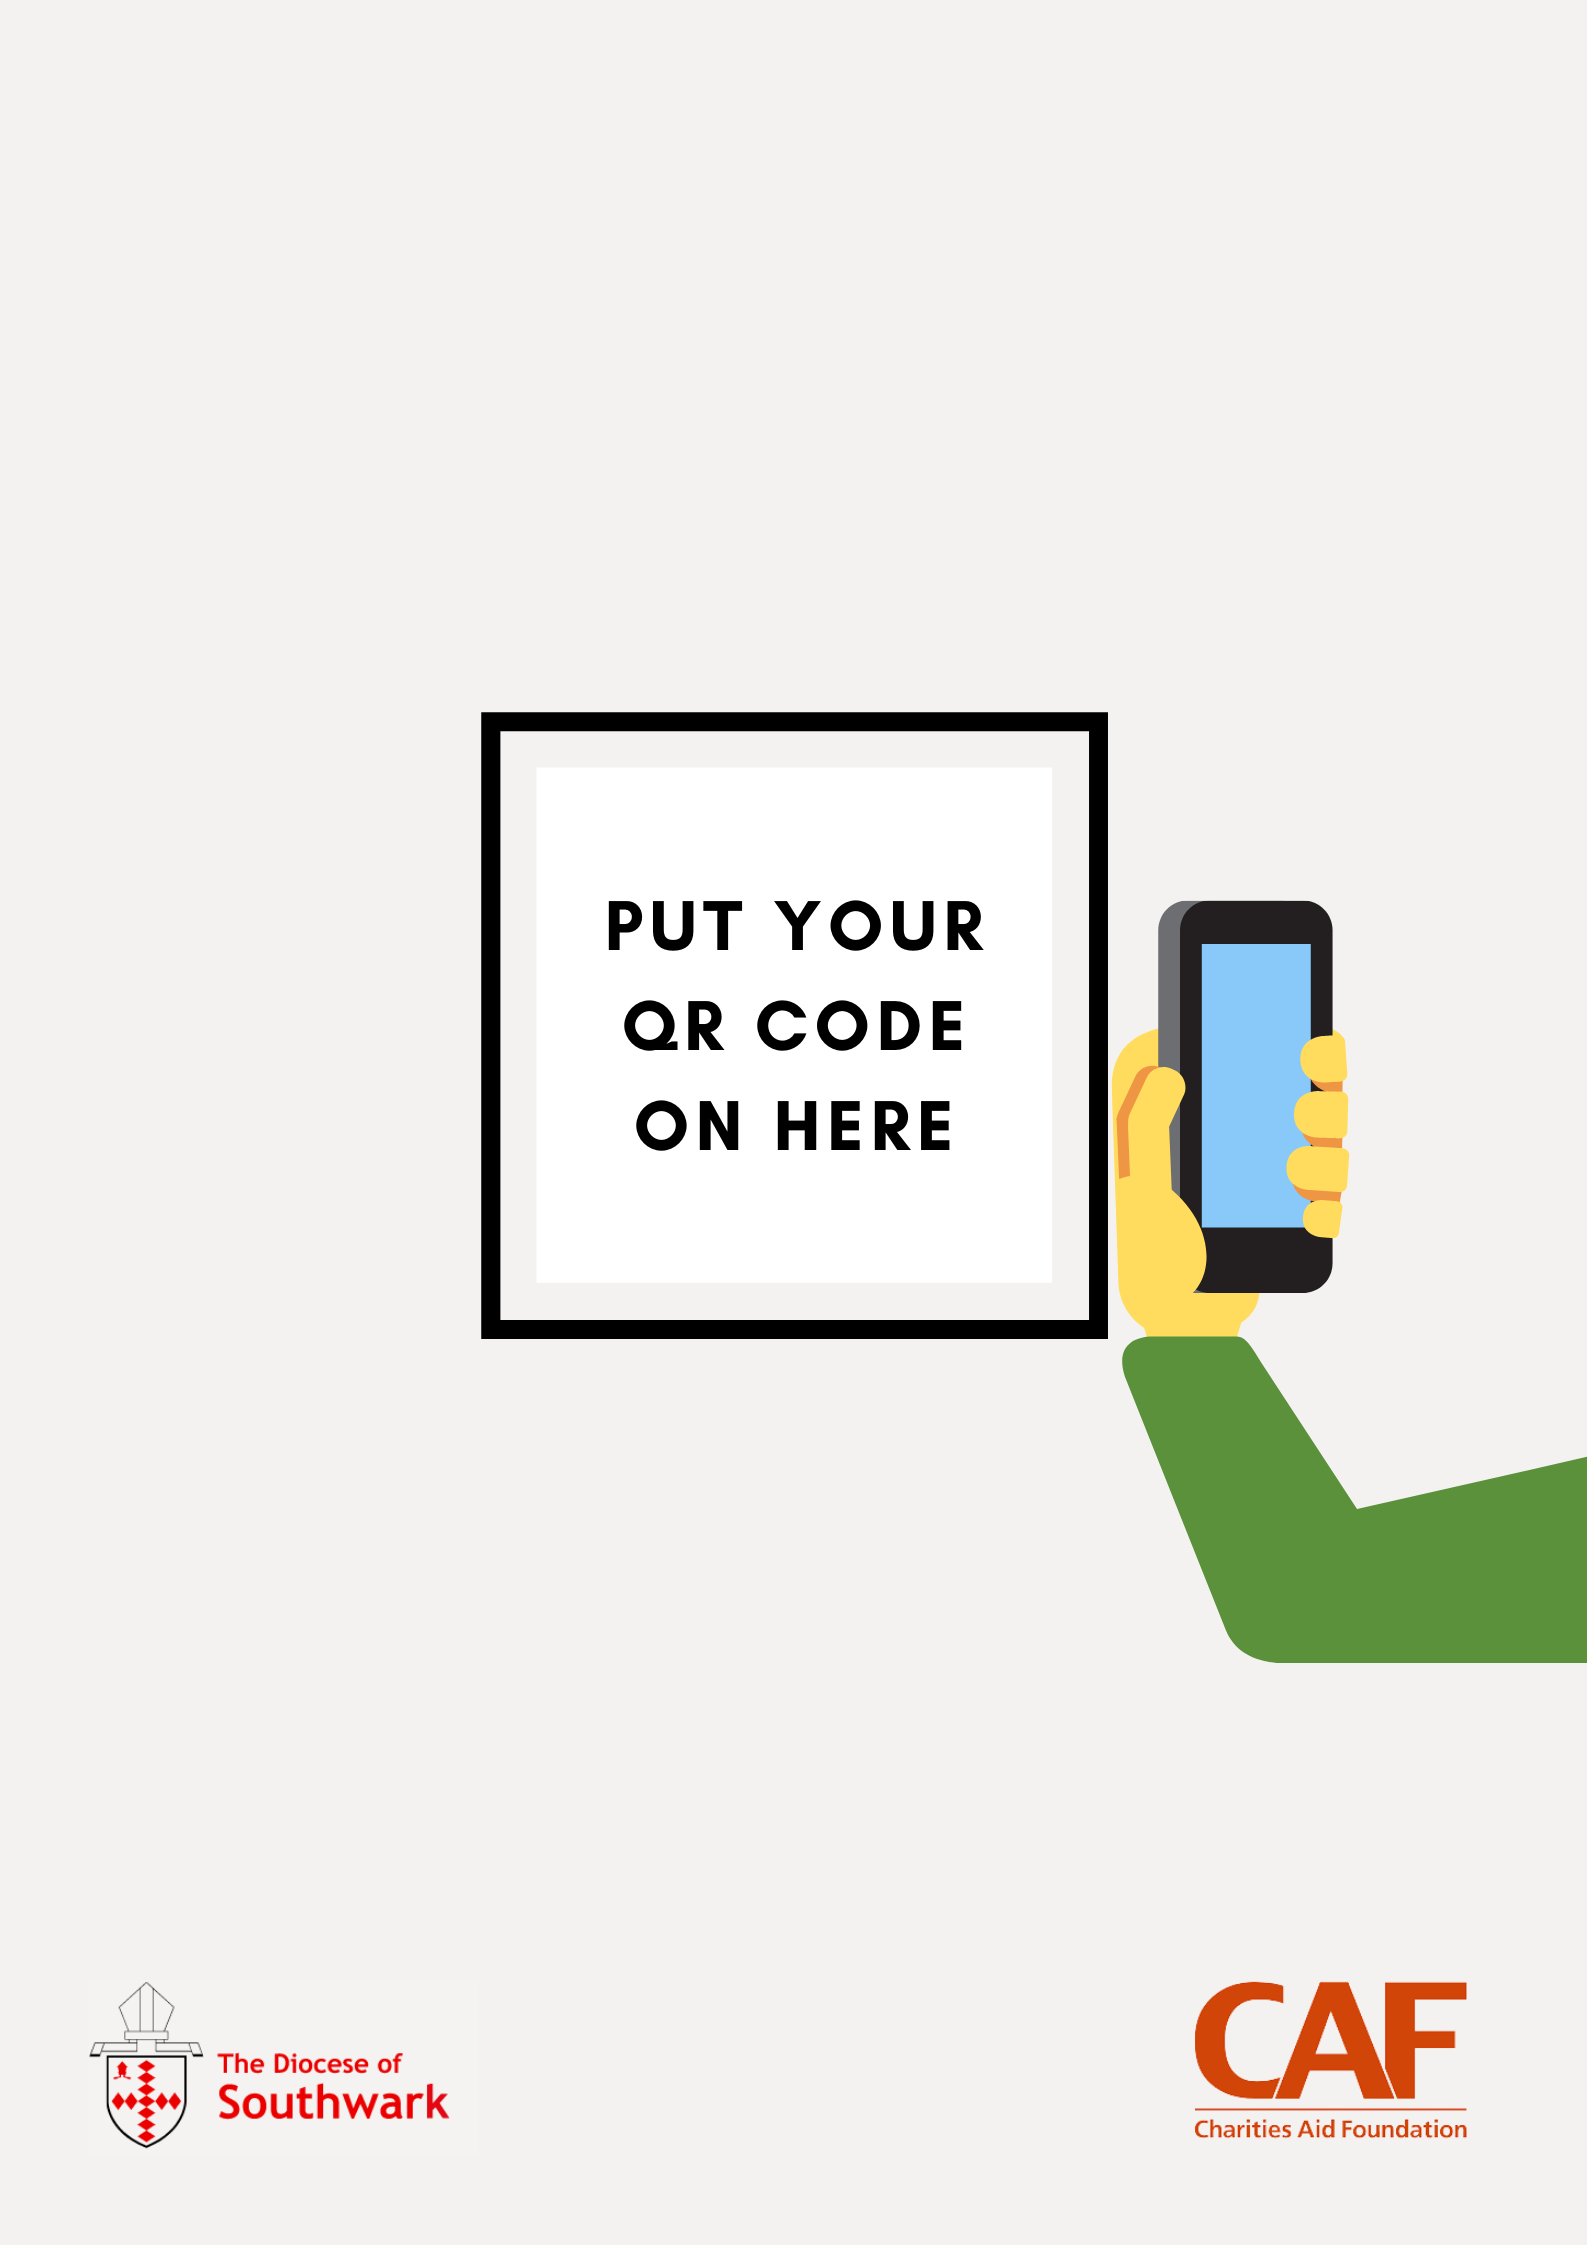 PUT YOUR
QR CODE
ON HERE
The Diocese of
Southwark
CAF
Charities Aid Foundation